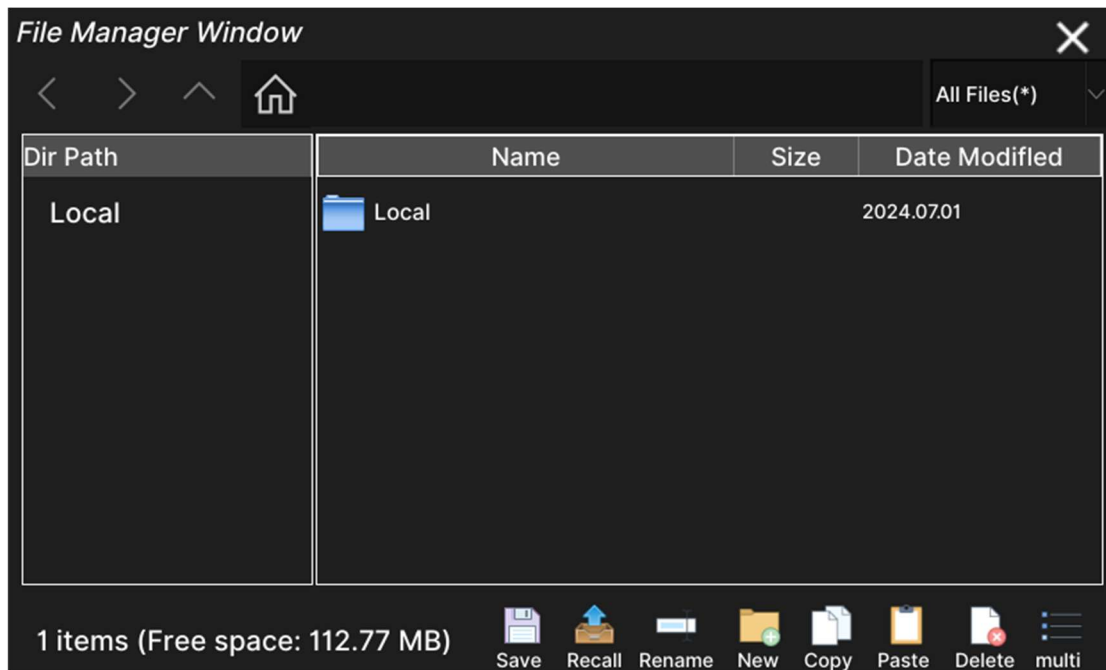 File Manager Window
All Files(*)
Dir Path
Name Size Date Modifled
Local
Local 2024.07.01
1 items (Free space: 112.77 MB)
Save Recall Rename New Copy Paste Delete multi